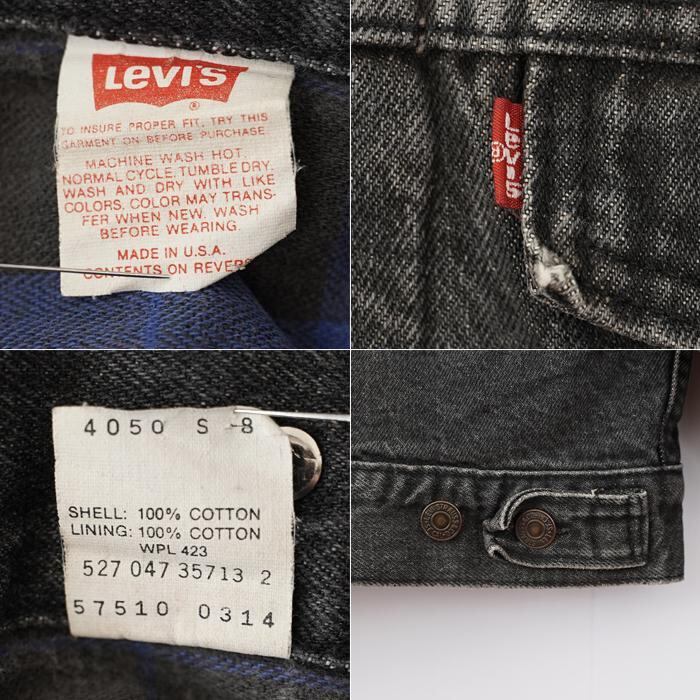 LEVI'S
®
TO INSURE PROPER FIT, TRY THIS
GARMENT ON BEFORE PURCHASE.
MACHINE WASH HOT,
NORMAL CYCLE, TUMBLE DRY.
WASH AND DRY WITH LIKE
COLORS, COLOR MAY TRANS-
FER WHEN NEW. WASH
BEFORE WEARING.
MADE IN U.S.A.
CONTENTS ON REVERS
LEVI'S
®
4050 S -8
SHELL: 100% COTTON
LINING: 100% COTTON
WPL 423
527 047 35713 2
57510 0314